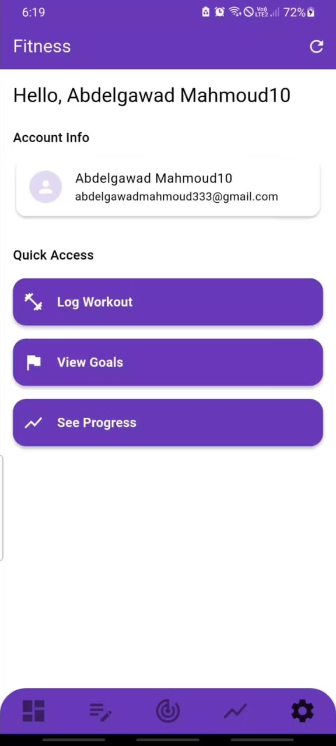 6:19
72%
Fitness
Hello, Abdelgawad Mahmoud10
Account Info
Abdelgawad Mahmoud10
abdelgawadmahmoud333@gmail.com
Quick Access
Log Workout
View Goals
See Progress